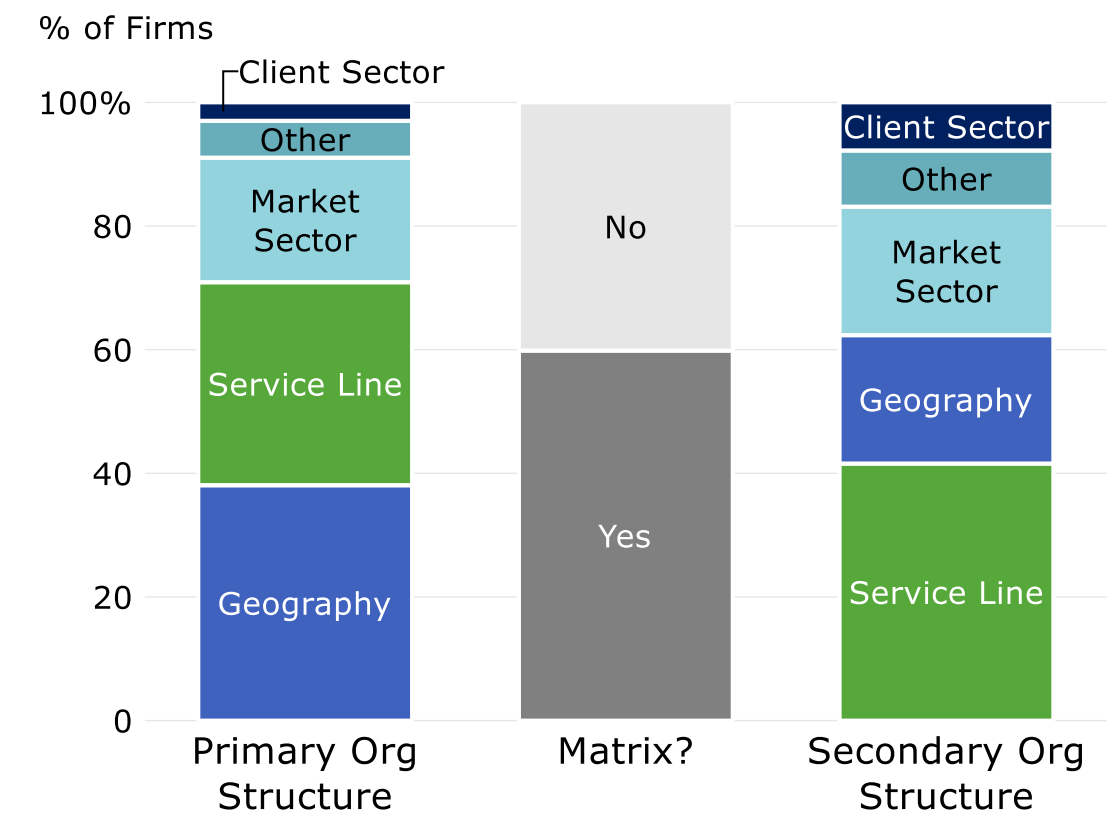 % of Firms
Client Sector
100%
80
60
40
20
0
Other
Market
Sector
Service Line
Geography
No
Yes
Client Sector
Other
Market
Sector
Geography
Service Line
Primary Org
Structure
Matrix?
Secondary Org
Structure